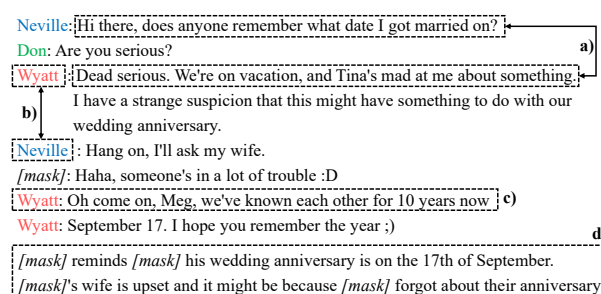 Neville: Hi there, does anyone remember what date I got married on?
a)
Don: Are you serious?
Wyatt : Dead serious. We're on vacation, and Tina's mad at me about something.
I have a strange suspicion that this might have something to do with our
b)
wedding anniversary.
Neville : Hang on, I'll ask my wife.
[mask]: Haha, someone's in a lot of trouble :D
Wyatt: Oh come on, Meg, we've known each other for 10 years now c)
Wyatt: September 17. I hope you remember the year ;)
d
[mask] reminds [mask] his wedding anniversary is on the 17th of September.
[mask]'s wife is upset and it might be because [mask] forgot about their anniversary